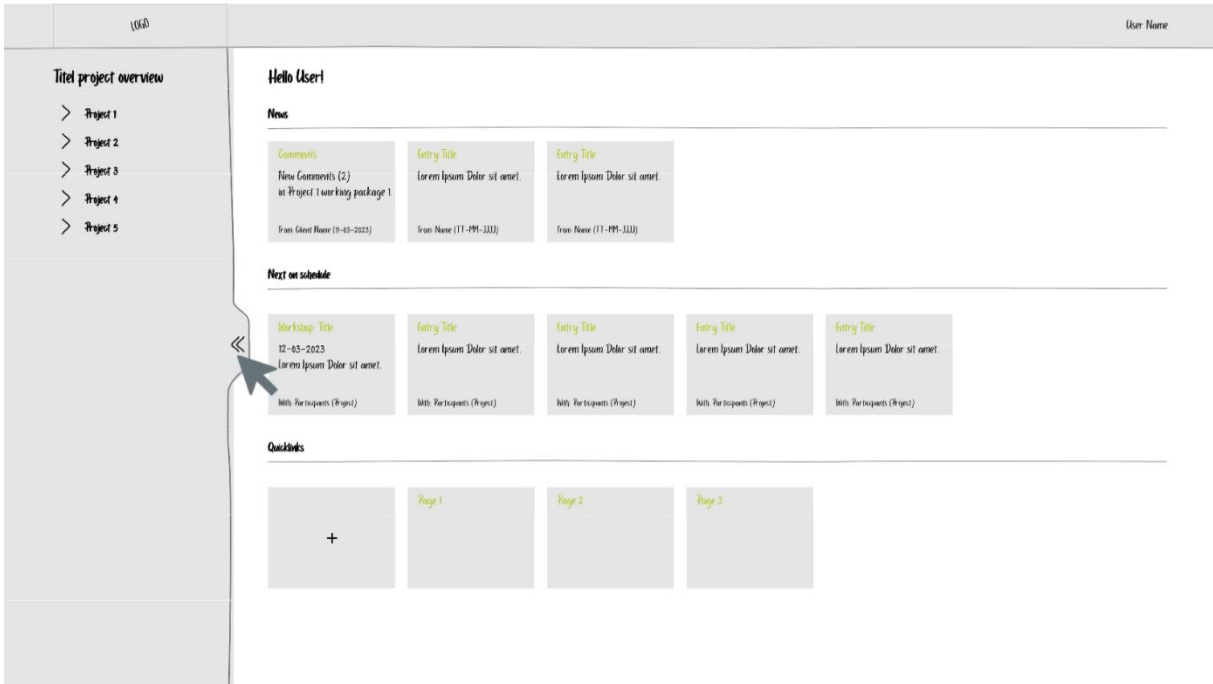 LOGO
User Name
Titel project overview
Project 1
Project 2
Project 3
Project 4
Project 5
Hello User!
News
Comments
New Comments (2)
in Project 1 working package 1.
From: Client Name (11-03-2023)
Entry Title
Lorem Ipsum Dolor sit amet.
From: Name (TT-MM-JJJJ)
Entry Title
Lorem Ipsum Dolor sit amet.
From: Name (TT-MM-JJJJ)
Next on schedule
Workshop: Title
12-03-2023
Lorem Ipsum Dolor sit amet.
With: Participants (Project)
Entry Title
Lorem Ipsum Dolor sit amet.
With: Participants (Project)
Entry Title
Lorem Ipsum Dolor sit amet.
With: Participants (Project)
Entry Title
Lorem Ipsum Dolor sit amet.
With: Participants (Project)
Entry Title
Lorem Ipsum Dolor sit amet.
With: Participants (Project)
Quicklinks
+
Page 1
Page 2
Page 3